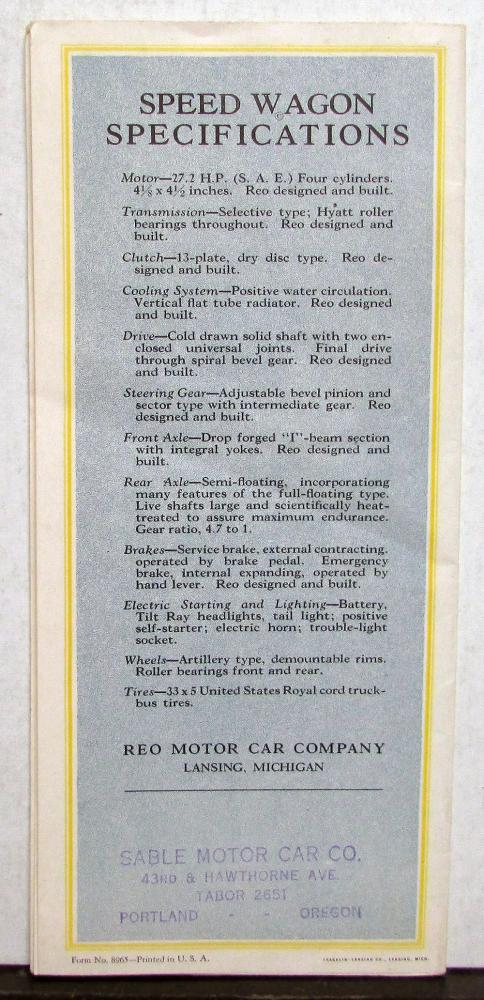 SPEED WAGON
SPECIFICATIONS
Motor—27.2 H.P. (S. A. E.) Four cylinders.
4⅛ x 4½ inches. Reo designed and built.
Transmission—Selective type; Hyatt roller
bearings throughout. Reo designed and
built.
Clutch—13-plate, dry disc type. Reo de-
signed and built.
Cooling System—Positive water circulation.
Vertical flat tube radiator. Reo designed
and built.
Drive—Cold drawn solid shaft with two en-
closed universal joints. Final drive
through spiral bevel gear. Reo designed
and built.
Steering Gear—Adjustable bevel pinion and
sector type with intermediate gear. Reo
designed and built.
Front Axle—Drop forged "I"-beam section
with integral yokes. Reo designed and
built.
Rear Axle—Semi-floating, incorporationg
many features of the full-floating type.
Live shafts large and scientifically heat-
treated to assure maximum endurance.
Gear ratio, 4.7 to 1.
Brakes—Service brake, external contracting.
operated by brake pedal. Emergency
brake, internal expanding, operated by
hand lever. Reo designed and built.
Electric Starting and Lighting—Battery,
Tilt Ray headlights, tail light; positive
self-starter; electric horn; trouble-light
socket.
Wheels—Artillery type, demountable rims.
Roller bearings front and rear.
Tires—33 x 5 United States Royal cord truck-
bus tires.
REO MOTOR CAR COMPANY
LANSING, MICHIGAN
SABLE MOTOR CAR CO.
43RD & HAWTHORNE AVE.
TABOR 2651
PORTLAND - - OREGON
Form No. 8965—Printed in U. S. A.
FRANKLIN-LANSING CO., LANSING, MICH.